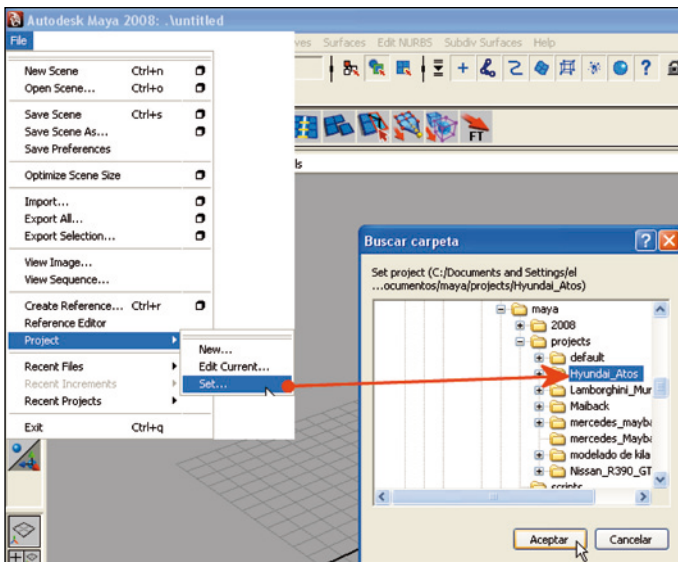 Autodesk Maya 2008: .\untitled
File
Surfaces Edit NURBS Subdiv Surfaces Help
New Scene Ctrl+n
Open Scene... Ctrl+o
Save Scene Ctrl+s
Save Scene As...
Save Preferences
Optimize Scene Size
Import...
Export All...
Export Selection...
View Image...
View Sequence...
Create Reference... Ctrl+r
Reference Editor
Project
Recent Files
Recent Increments
Recent Projects
Exit Ctrl+q
New...
Edit Current...
Set...
FT
Buscar carpeta
Set project (C:/Documents and Settings/el
...ocumentos/maya/projects/Hyundai_Atos)
maya
2008
projects
default
Hyundai_Atos
Lamborghini_Mur
Maiback
mercedes_mayba
mercedes_Mayba
modelado de kila
Nissan_R390_GT
scripts
Aceptar Cancelar